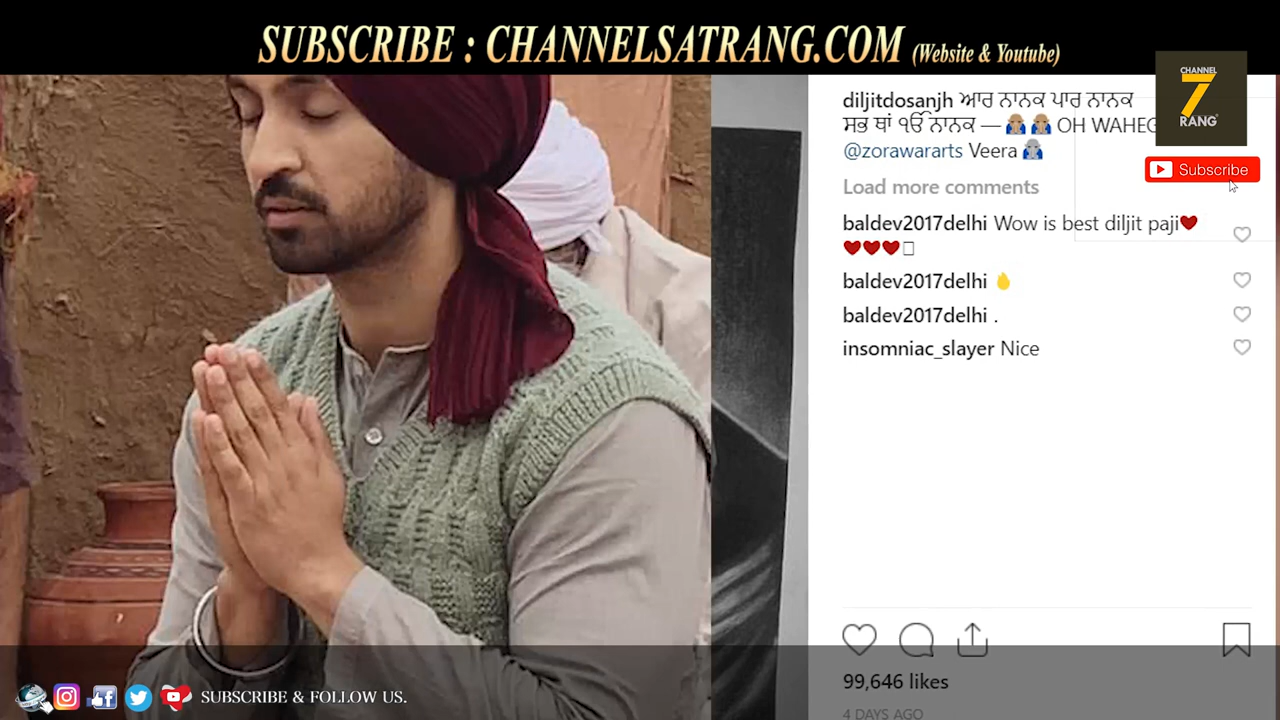 SUBSCRIBE : CHANNELSATRANG.COM (Website & Youtube)
CHANNEL
7
RANG
Subscribe
diljitdosanjh ਆਰ ਨਾਨਕ ਪਾਰ ਨਾਨਕ
ਸਭ ਥਾਂ ੴ ਨਾਨਕ — OH
@zorawararts Veera
Load more comments
baldev2017delhi Wow is best diljit paji
baldev2017delhi
baldev2017delhi .
insomniac_slayer Nice
99,646 likes
4 DAYS AGO
SUBSCRIBE & FOLLOW US.